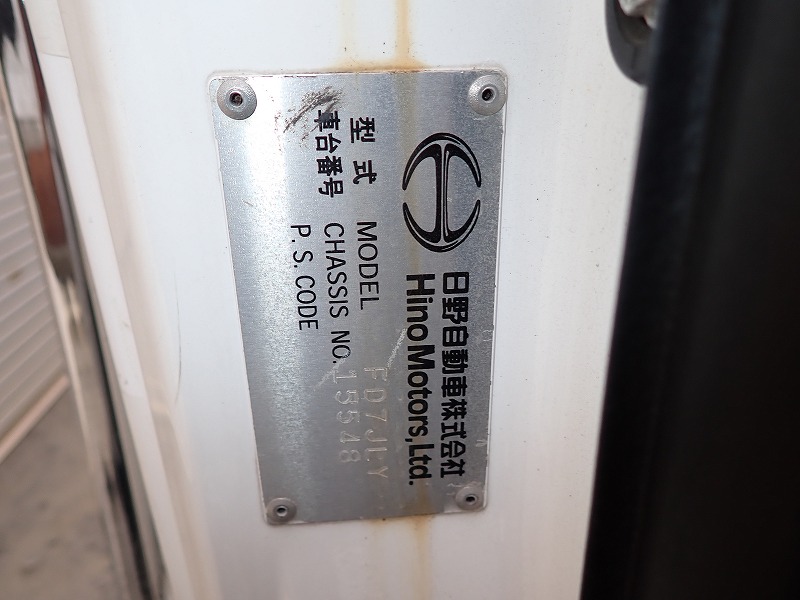 日野自動車株式会社
Hino Motors, Ltd.
型式 MODEL FD7JLY
車台番号 CHASSIS NO. 15548
P. S. CODE